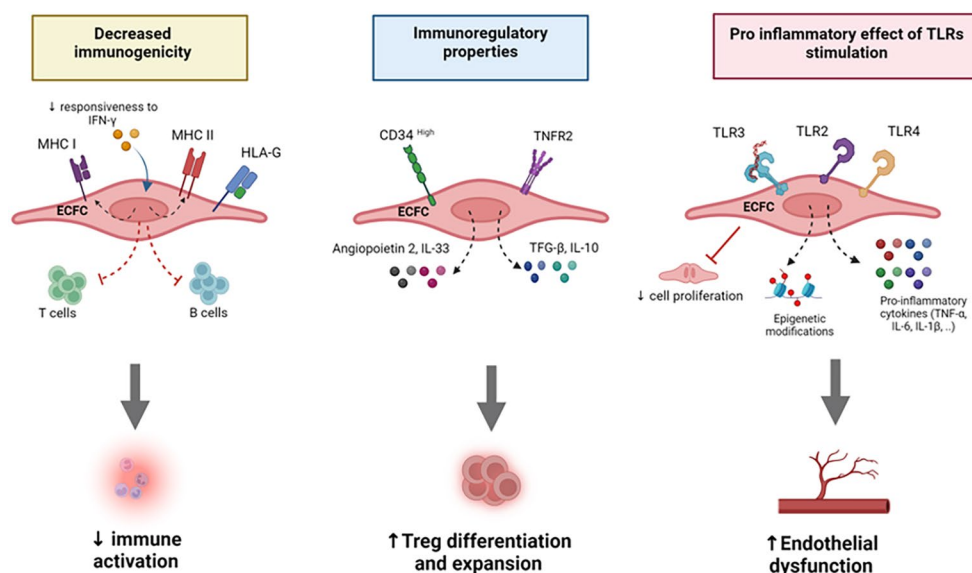 Decreased
immunogenicity
↓ responsiveness to
IFN-γ
MHC I
MHC II
HLA-G
ECFC
T cells
B cells
↓ immune
activation
Immunoregulatory
properties
CD34 High
TNFR2
ECFC
Angiopoietin 2, IL-33
TFG-β, IL-10
↑Treg differentiation
and expansion
Pro inflammatory effect of TLRs
stimulation
TLR3
TLR2
TLR4
ECFC
↓ cell proliferation
Epigenetic
modifications
Pro-inflammatory
cytokines (TNF-α,
IL-6, IL-1β, ..)
↑Endothelial
dysfunction